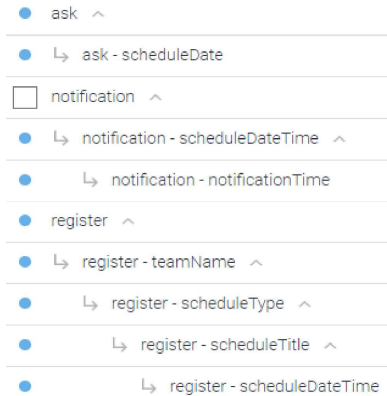 ask
ask - scheduleDate
notification
notification - scheduleDateTime
notification - notificationTime
register
register - teamName
register - scheduleType
register - scheduleTitle
register - scheduleDateTime